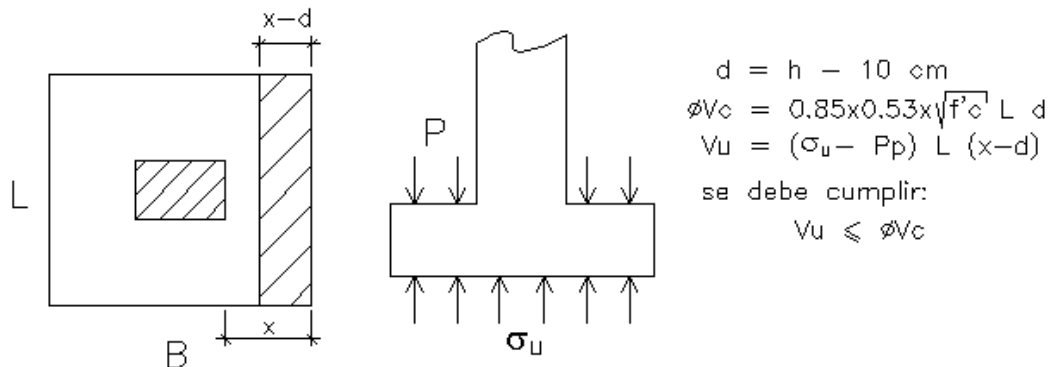 x-d
L
x
B
P
σu
d = h - 10 cm
øVc = 0.85x0.53x√f'c L d
Vu = (σu- Pp) L (x-d)
se debe cumplir:
Vu ⩽ øVc